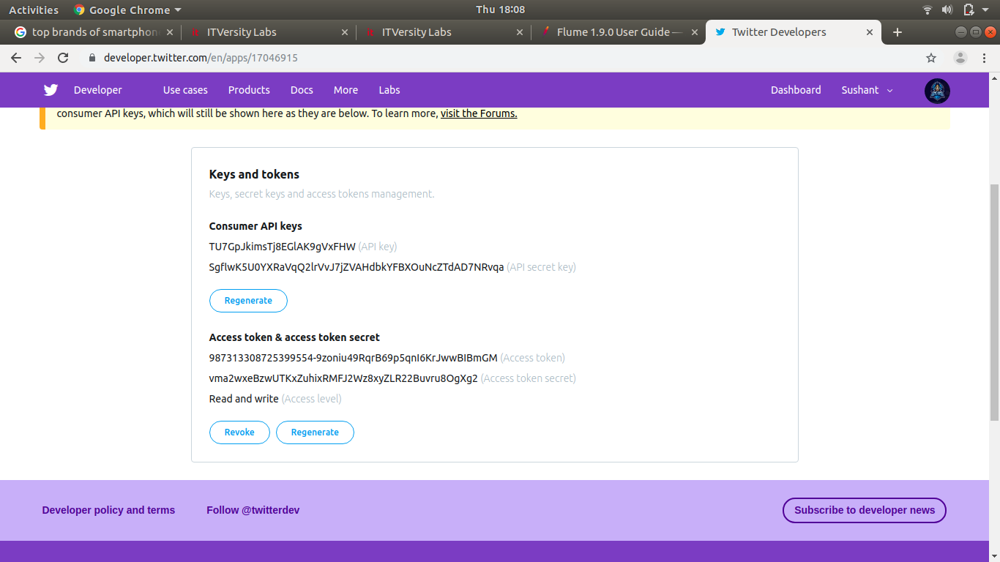 Activities Google Chrome Thu 18:08
top brands of smartphon ITVersity Labs ITVersity Labs Flume 1.9.0 User Guide — Twitter Developers
developer.twitter.com/en/apps/17046915
Developer Use cases Products Docs More Labs Dashboard Sushant
consumer API keys, which will still be shown here as they are below. To learn more, visit the Forums.
Keys and tokens
Keys, secret keys and access tokens management.
Consumer API keys
TU7GpJkimsTj8EGlAK9gVxFHW (API key)
SgflwK5U0YXRaVqQ2lrVvJ7jZVAHdbkYFBXOuNcZTdAD7NRvqa (API secret key)
Regenerate
Access token & access token secret
987313308725399554-9zoniu49RqrB69p5qnI6KrJwwBIBmGM (Access token)
vma2wxeBzwUTKxZuhixRMFJ2Wz8xyZLR22Buvru8OgXg2 (Access token secret)
Read and write (Access level)
Revoke Regenerate
Developer policy and terms Follow @twitterdev Subscribe to developer news